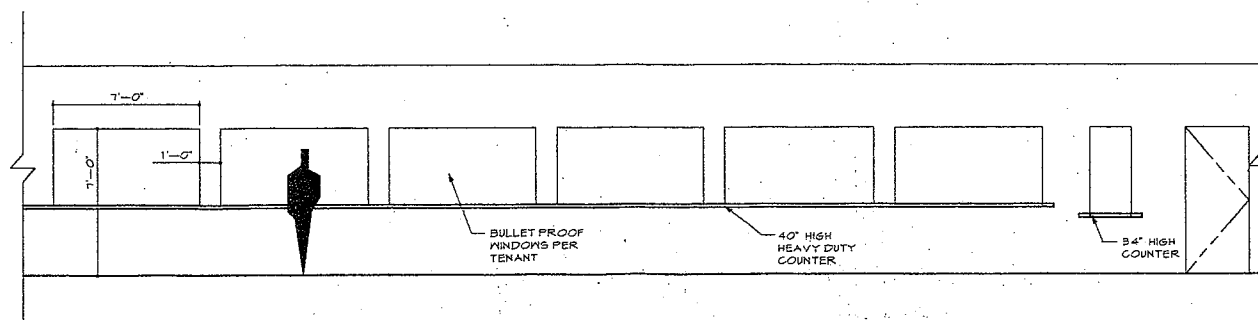 7'-0"
7'-0"
1'-0"
BULLET PROOF
WINDOWS PER
TENANT
40" HIGH
HEAVY DUTY
COUNTER
34" HIGH
COUNTER